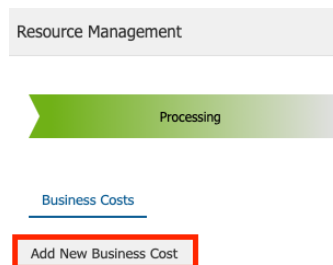 Resource Management
Processing
Business Costs
Add New Business Cost